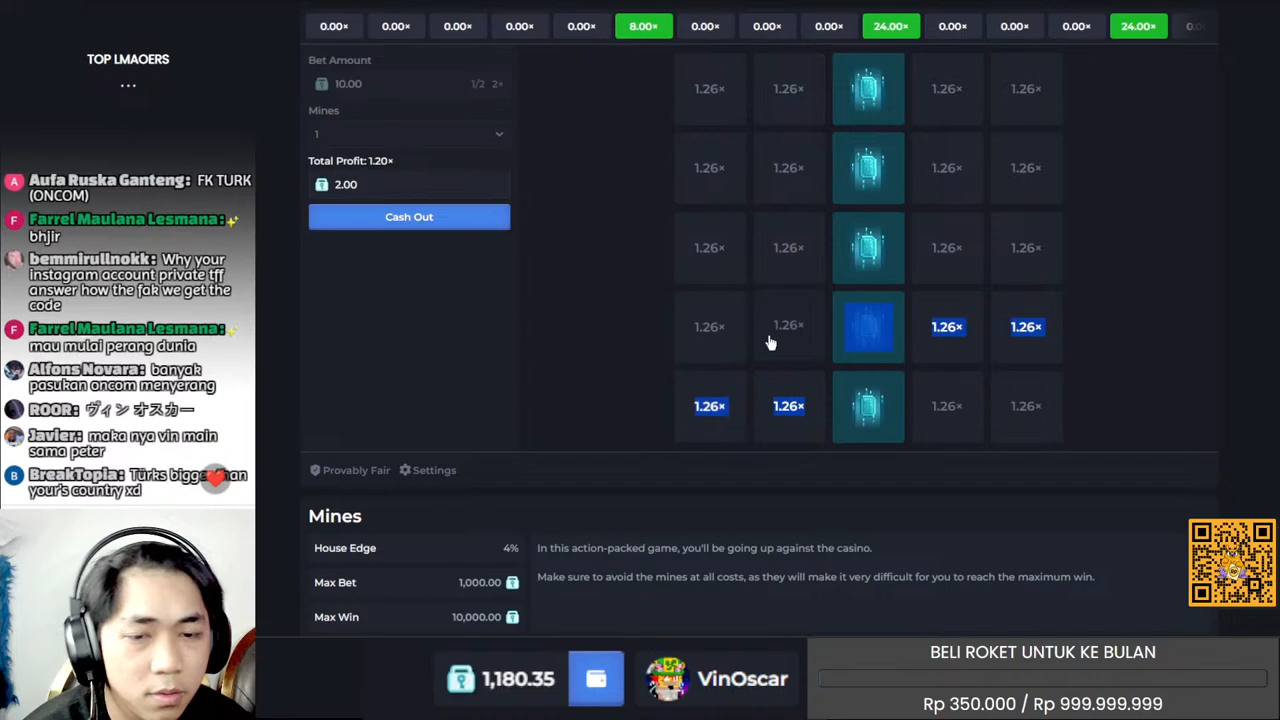 0.00× 0.00× 0.00× 0.00× 0.00× 8.00× 0.00× 0.00× 0.00× 24.00× 0.00× 0.00× 0.00× 24.00×
TOP LMAOERS
...
Aufa Ruska Ganteng: FK TURK
(ONCOM)
Farrel Maulana Lesmana:
bhjir
bemmirullnokk: Why your
instagram account private tff
answer how the fak we get the
code
Farrel Maulana Lesmana:
mau mulai perang dunia
Alfons Novara: banyak
pasukan oncom menyerang
ROOR: ヴィン オスカー
Javier: maka nya vin main
sama peter
BreakTopia: Türks bigger than
your's country xd
Bet Amount
10.00 1/2 2×
Mines
1
Total Profit: 1.20×
2.00
Cash Out
1.26× 1.26× 1.26× 1.26×
1.26× 1.26× 1.26× 1.26×
1.26× 1.26× 1.26× 1.26×
1.26× 1.26× 1.26× 1.26×
1.26× 1.26× 1.26× 1.26×
Provably Fair Settings
Mines
House Edge 4%
Max Bet 1,000.00
Max Win 10,000.00
In this action-packed game, you'll be going up against the casino.
Make sure to avoid the mines at all costs, as they will make it very difficult for you to reach the maximum win.
1,180.35
VinOscar
BELI ROKET UNTUK KE BULAN
Rp 350.000 / Rp 999.999.999